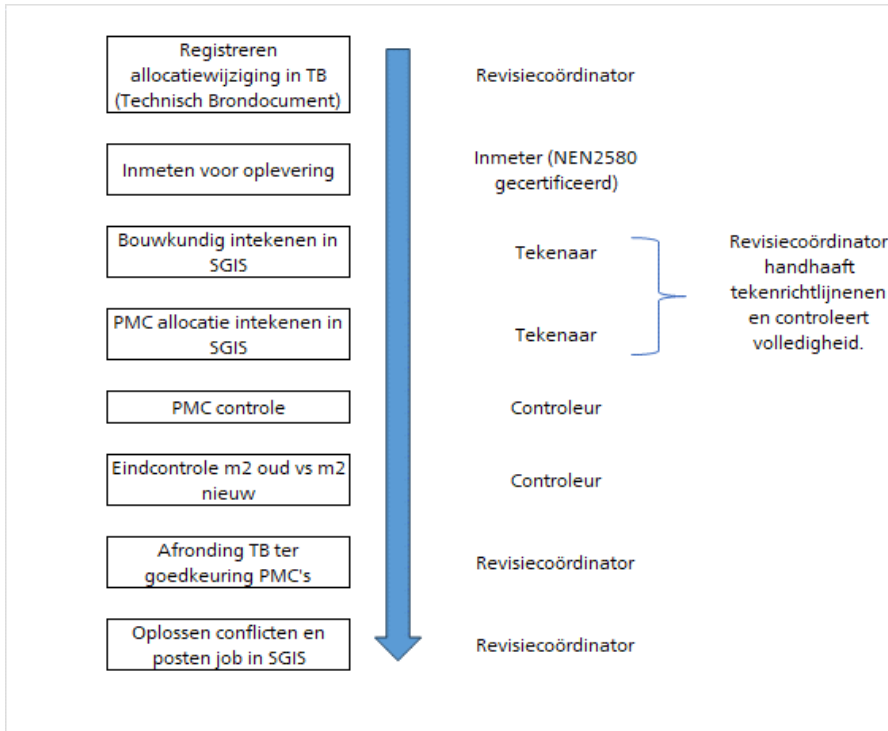 Registreren
allocatiewijziging in TB
(Technisch Brondocument)
Revisiecoördinator
Inmeten voor oplevering
Inmeter (NEN2580
gecertificeerd)
Bouwkundig intekenen in
SGIS
Tekenaar
PMC allocatie intekenen in
SGIS
Tekenaar
Revisiecoördinator
handhaaft
tekenrichtlijnenen
en controleert
volledigheid.
PMC controle
Controleur
Eindcontrole m2 oud vs m2
nieuw
Controleur
Afronding TB ter
goedkeuring PMC's
Revisiecoördinator
Oplossen conflicten en
posten job in SGIS
Revisiecoördinator